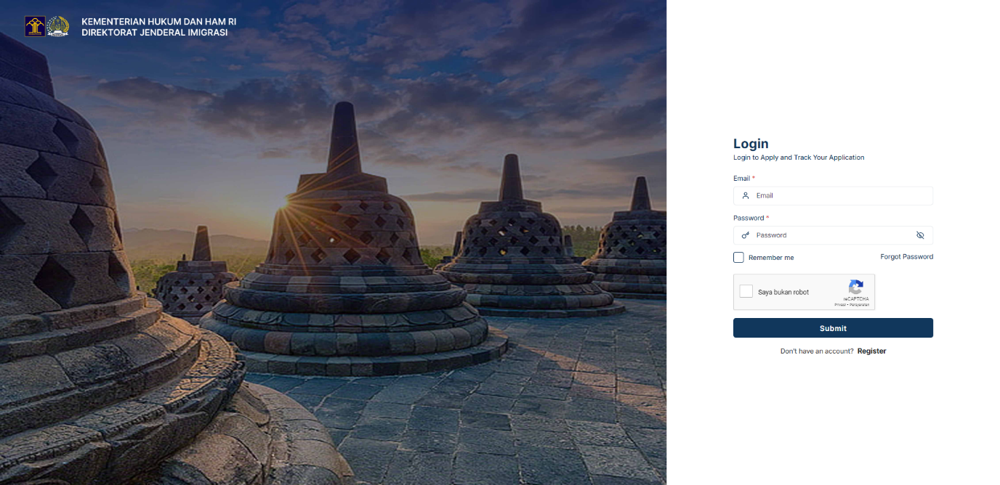 KEMENTERIAN HUKUM DAN HAM RI
DIREKTORAT JENDERAL IMIGRASI
Login
Login to Apply and Track Your Application
Email *
Email
Password *
Password
Remember me
Forgot Password
Saya bukan robot
reCAPTCHA
Privasi - Persyaratan
Submit
Don't have an account? Register